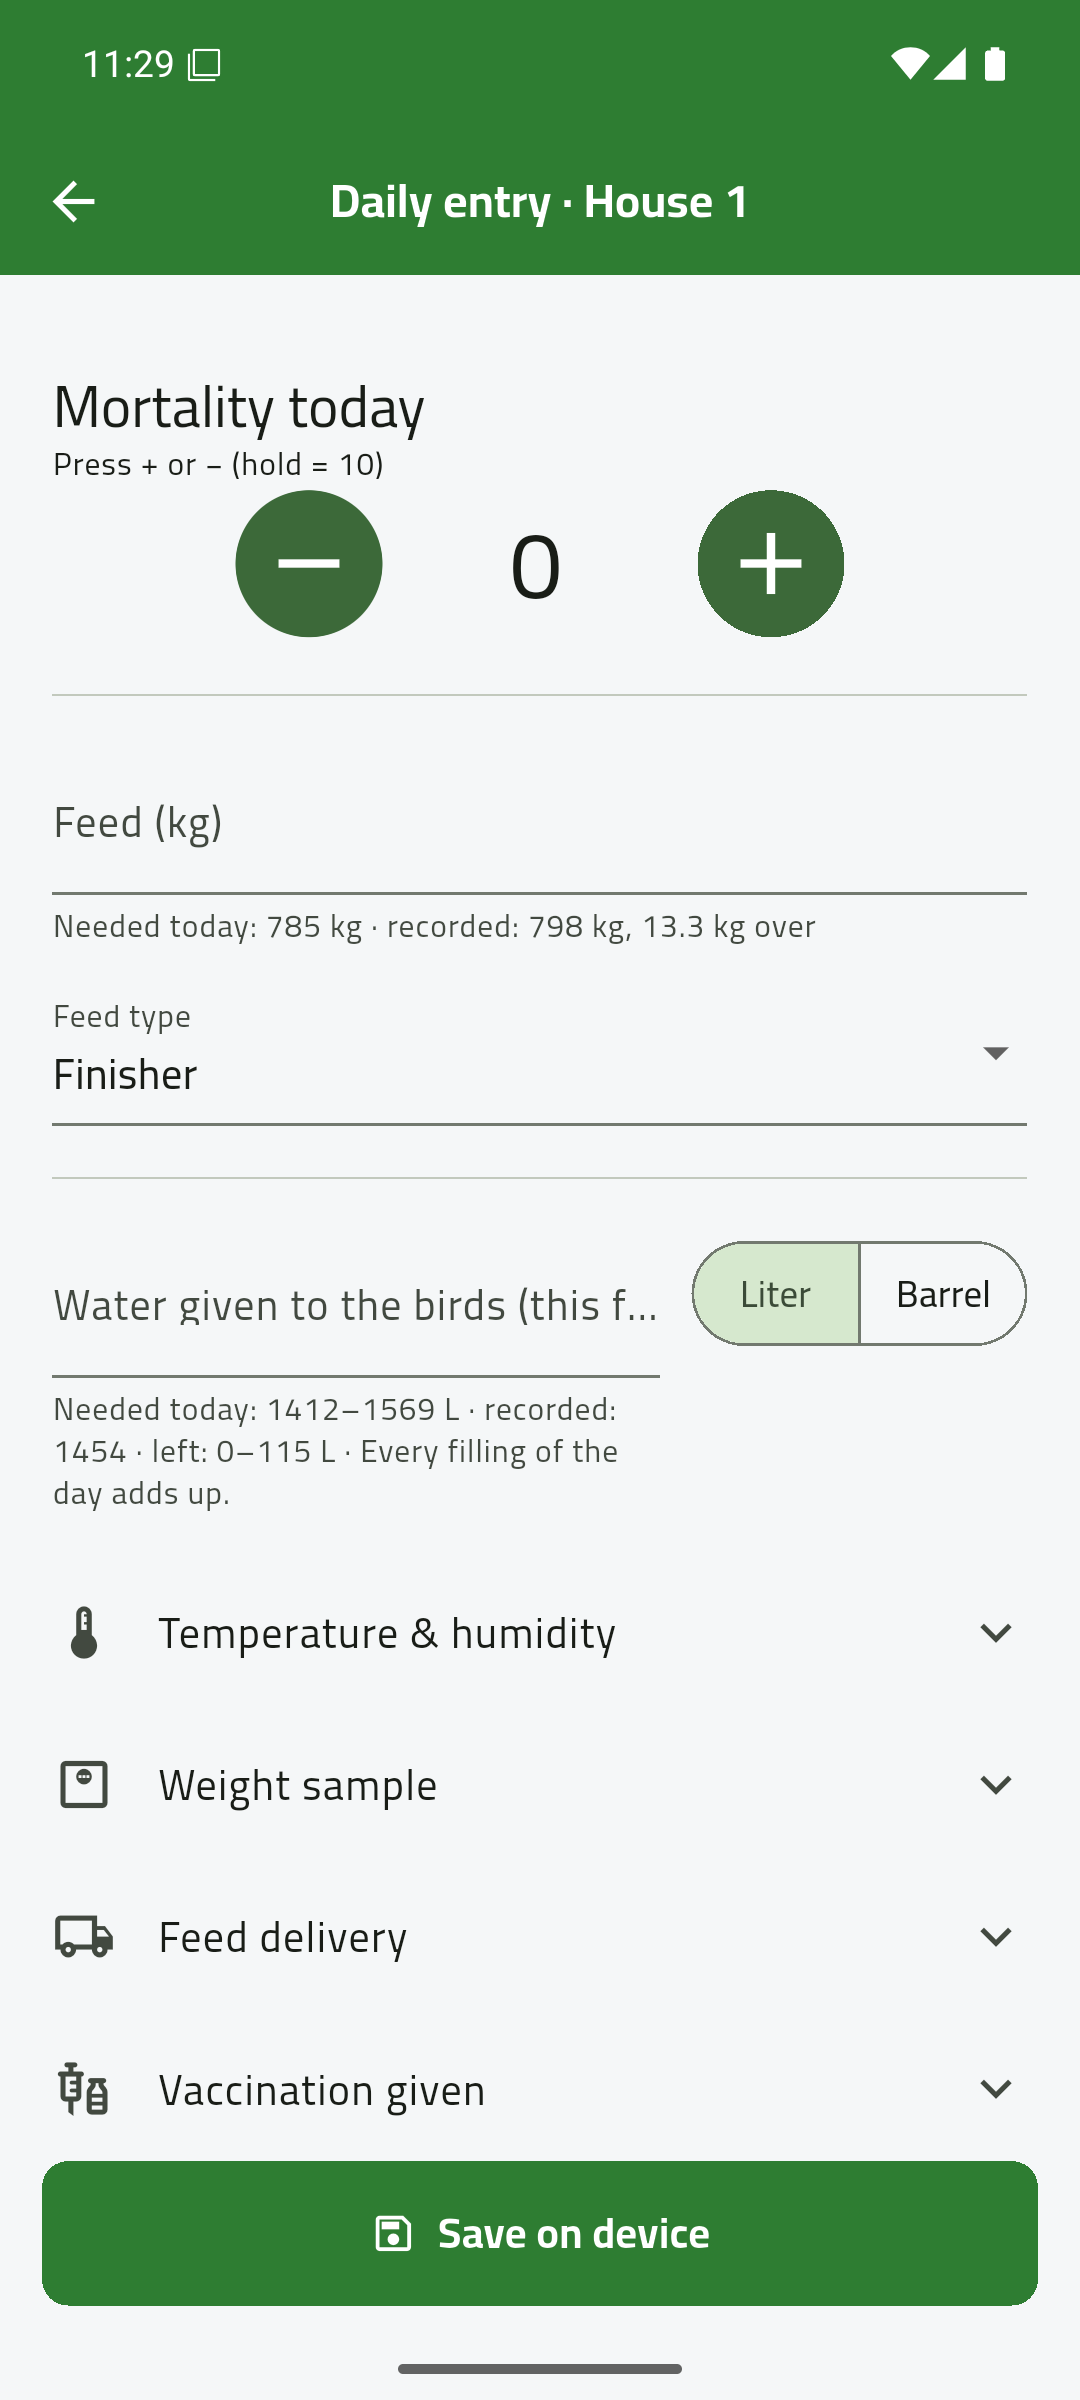 11:29
Daily entry · House 1
Mortality today
Press + or – (hold = 10)
0
Feed (kg)
Needed today: 785 kg · recorded: 798 kg, 13.3 kg over
Feed type
Finisher
Water given to the birds (this f...
Liter
Barrel
Needed today: 1412–1569 L · recorded:
1454 · left: 0–115 L · Every filling of the
day adds up.
Temperature & humidity
Weight sample
Feed delivery
Vaccination given
Save on device